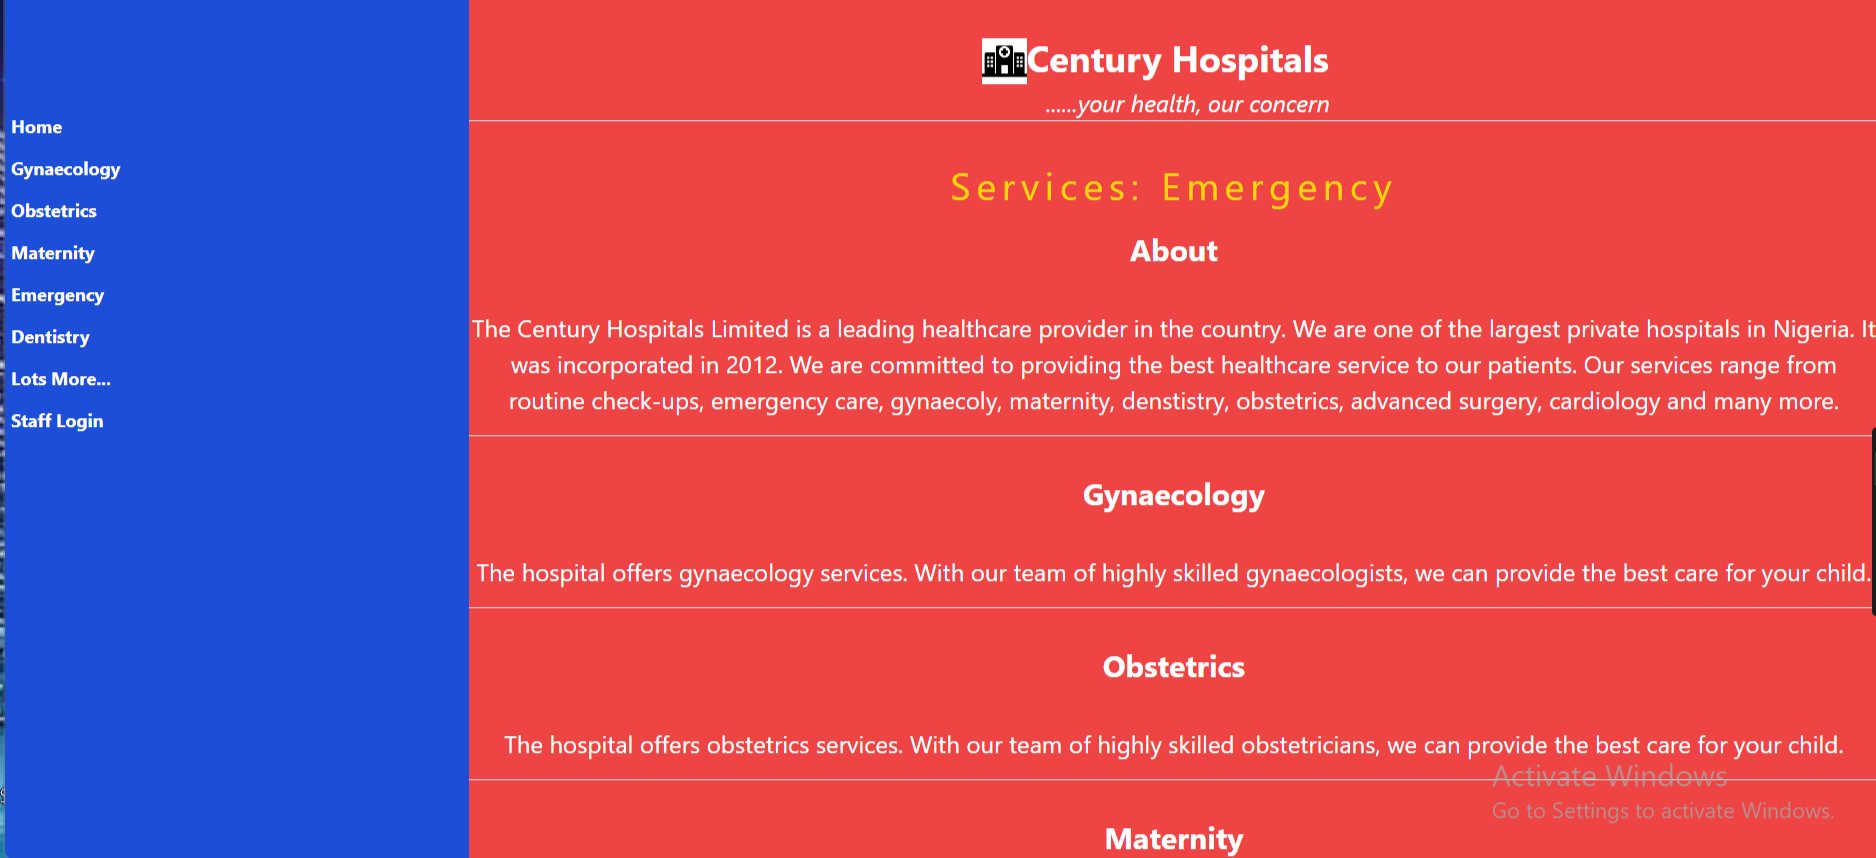 Home
Gynaecology
Obstetrics
Maternity
Emergency
Dentistry
Lots More...
Staff Login
Century Hospitals
......your health, our concern
Services: Emergency
About
The Century Hospitals Limited is a leading healthcare provider in the country. We are one of the largest private hospitals in Nigeria. It
was incorporated in 2012. We are committed to providing the best healthcare service to our patients. Our services range from
routine check-ups, emergency care, gynaecoly, maternity, denstistry, obstetrics, advanced surgery, cardiology and many more.
Gynaecology
The hospital offers gynaecology services. With our team of highly skilled gynaecologists, we can provide the best care for your child.
Obstetrics
The hospital offers obstetrics services. With our team of highly skilled obstetricians, we can provide the best care for your child.
Activate Windows
Go to Settings to activate Windows.
Maternity